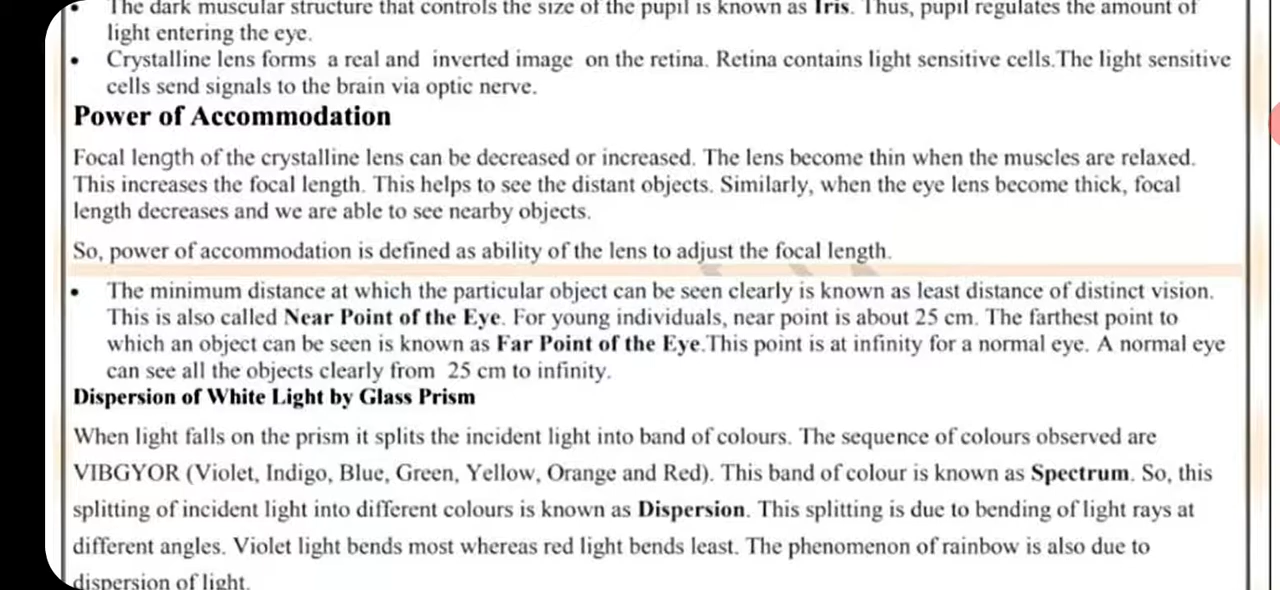 • The dark muscular structure that controls the size of the pupil is known as Iris. Thus, pupil regulates the amount of
light entering the eye.
• Crystalline lens forms a real and inverted image on the retina. Retina contains light sensitive cells.The light sensitive
cells send signals to the brain via optic nerve.
Power of Accommodation
Focal length of the crystalline lens can be decreased or increased. The lens become thin when the muscles are relaxed.
This increases the focal length. This helps to see the distant objects. Similarly, when the eye lens become thick, focal
length decreases and we are able to see nearby objects.
So, power of accommodation is defined as ability of the lens to adjust the focal length.
• The minimum distance at which the particular object can be seen clearly is known as least distance of distinct vision.
This is also called Near Point of the Eye. For young individuals, near point is about 25 cm. The farthest point to
which an object can be seen is known as Far Point of the Eye.This point is at infinity for a normal eye. A normal eye
can see all the objects clearly from 25 cm to infinity.
Dispersion of White Light by Glass Prism
When light falls on the prism it splits the incident light into band of colours. The sequence of colours observed are
VIBGYOR (Violet, Indigo, Blue, Green, Yellow, Orange and Red). This band of colour is known as Spectrum. So, this
splitting of incident light into different colours is known as Dispersion. This splitting is due to bending of light rays at
different angles. Violet light bends most whereas red light bends least. The phenomenon of rainbow is also due to
dispersion of light.